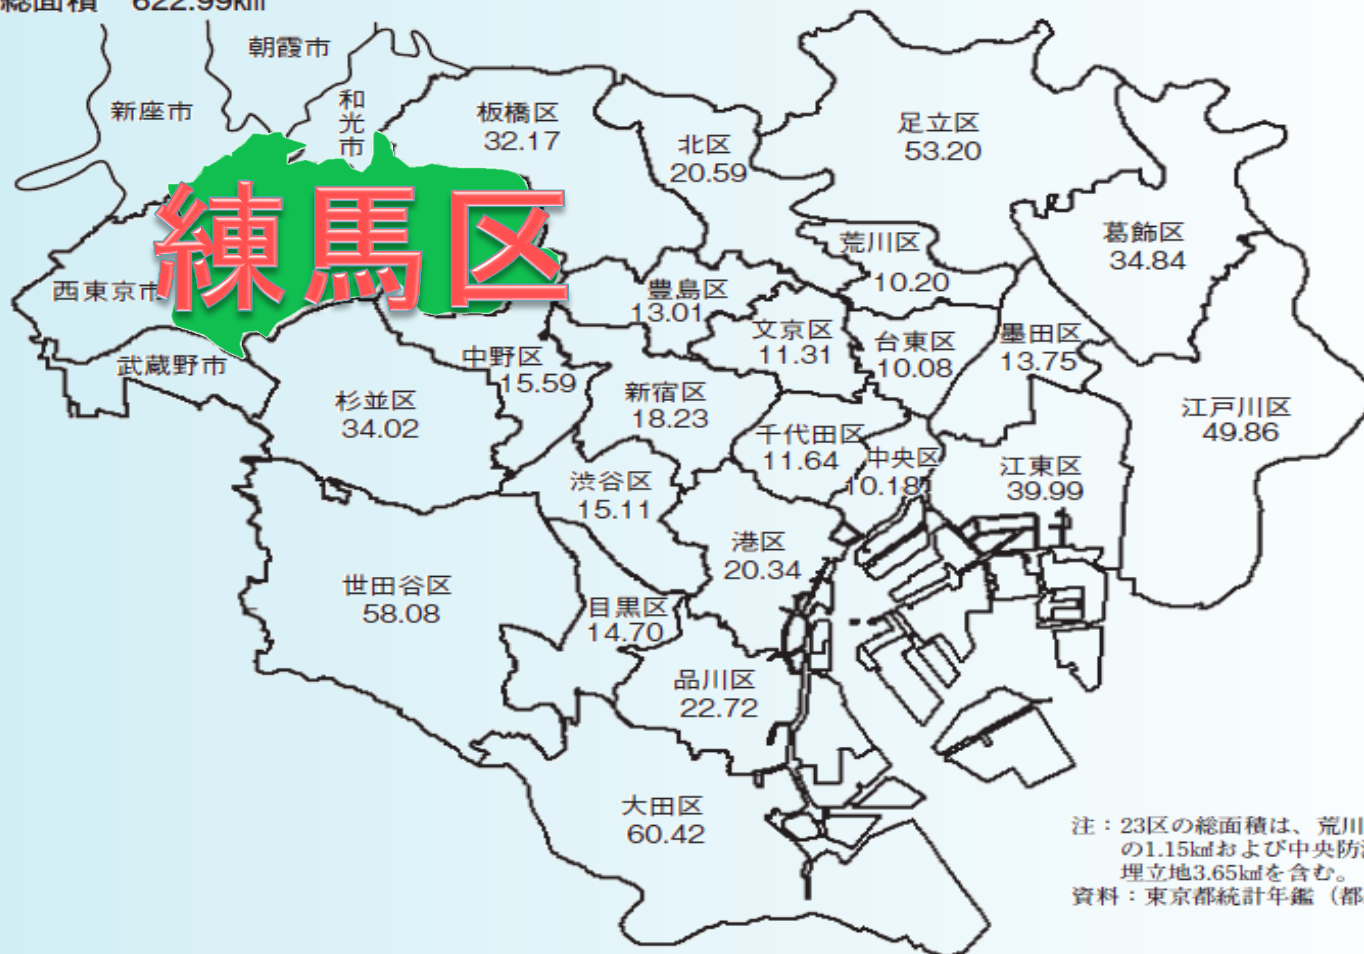 総面積 622.99k㎡
朝霞市
新座市
和光市
板橋区
32.17
北区
20.59
足立区
53.20
練馬区
荒川区
10.20
葛飾区
34.84
西東京市
豊島区
13.01
文京区
11.31
台東区
10.08
墨田区
13.75
武蔵野市
中野区
15.59
杉並区
34.02
新宿区
18.23
千代田区
11.64
中央区
10.18
江東区
39.99
江戸川区
49.86
渋谷区
15.11
港区
20.34
世田谷区
58.08
目黒区
14.70
品川区
22.72
大田区
60.42
注：23区の総面積は、荒川
の1.15k㎡および中央防
埋立地3.65k㎡を含む。
資料：東京都統計年鑑（都